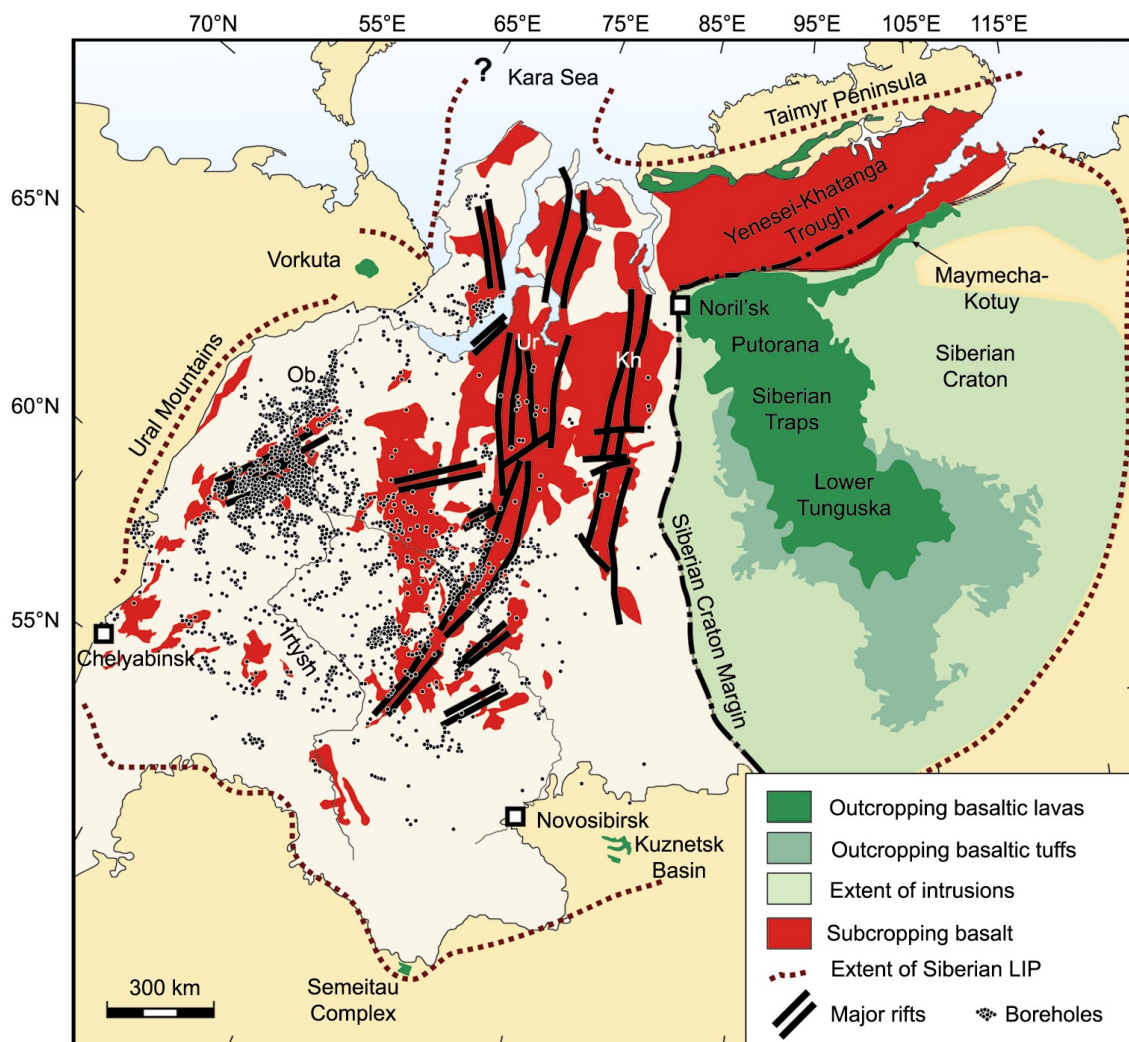 70°N 55°E 65°E 75°E 85°E 95°E 105°E 115°E
?
Kara Sea
Taimyr Peninsula
65°N
Yenesei-Khatanga
Trough
Vorkuta
Maymecha-
Kotuy
Noril'sk
Ur
Kh
Putorana
Siberian
Craton
Ob
Ural Mountains
60°N
Siberian
Traps
Lower
Tunguska
Siberian Craton Margin
55°N
Irtysh
Chelyabinsk
Novosibirsk
Kuznetsk
Basin
Semeitau
Complex
300 km
Outcropping basaltic lavas
Outcropping basaltic tuffs
Extent of intrusions
Subcropping basalt
Extent of Siberian LIP
Major rifts
Boreholes